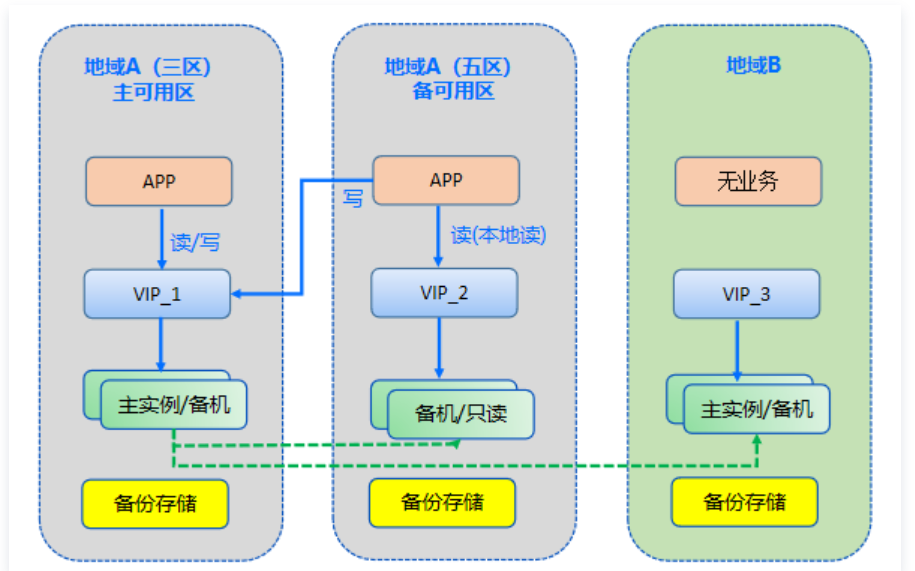 地域A（三区）
主可用区
地域A（五区）
备可用区
地域B
APP
APP
无业务
写
读/写
读(本地读)
VIP_1
VIP_2
VIP_3
主实例/备机
备机/只读
主实例/备机
备份存储
备份存储
备份存储